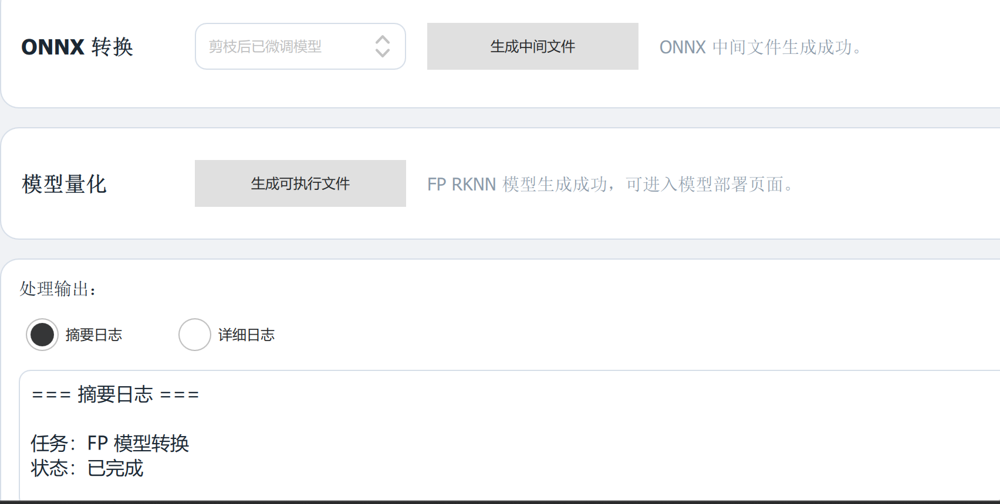 ONNX 转换
剪枝后已微调模型
生成中间文件
ONNX 中间文件生成成功。
模型量化
生成可执行文件
FP RKNN 模型生成成功，可进入模型部署页面。
处理输出：
摘要日志
详细日志
=== 摘要日志 ===
任务：FP 模型转换
状态：已完成